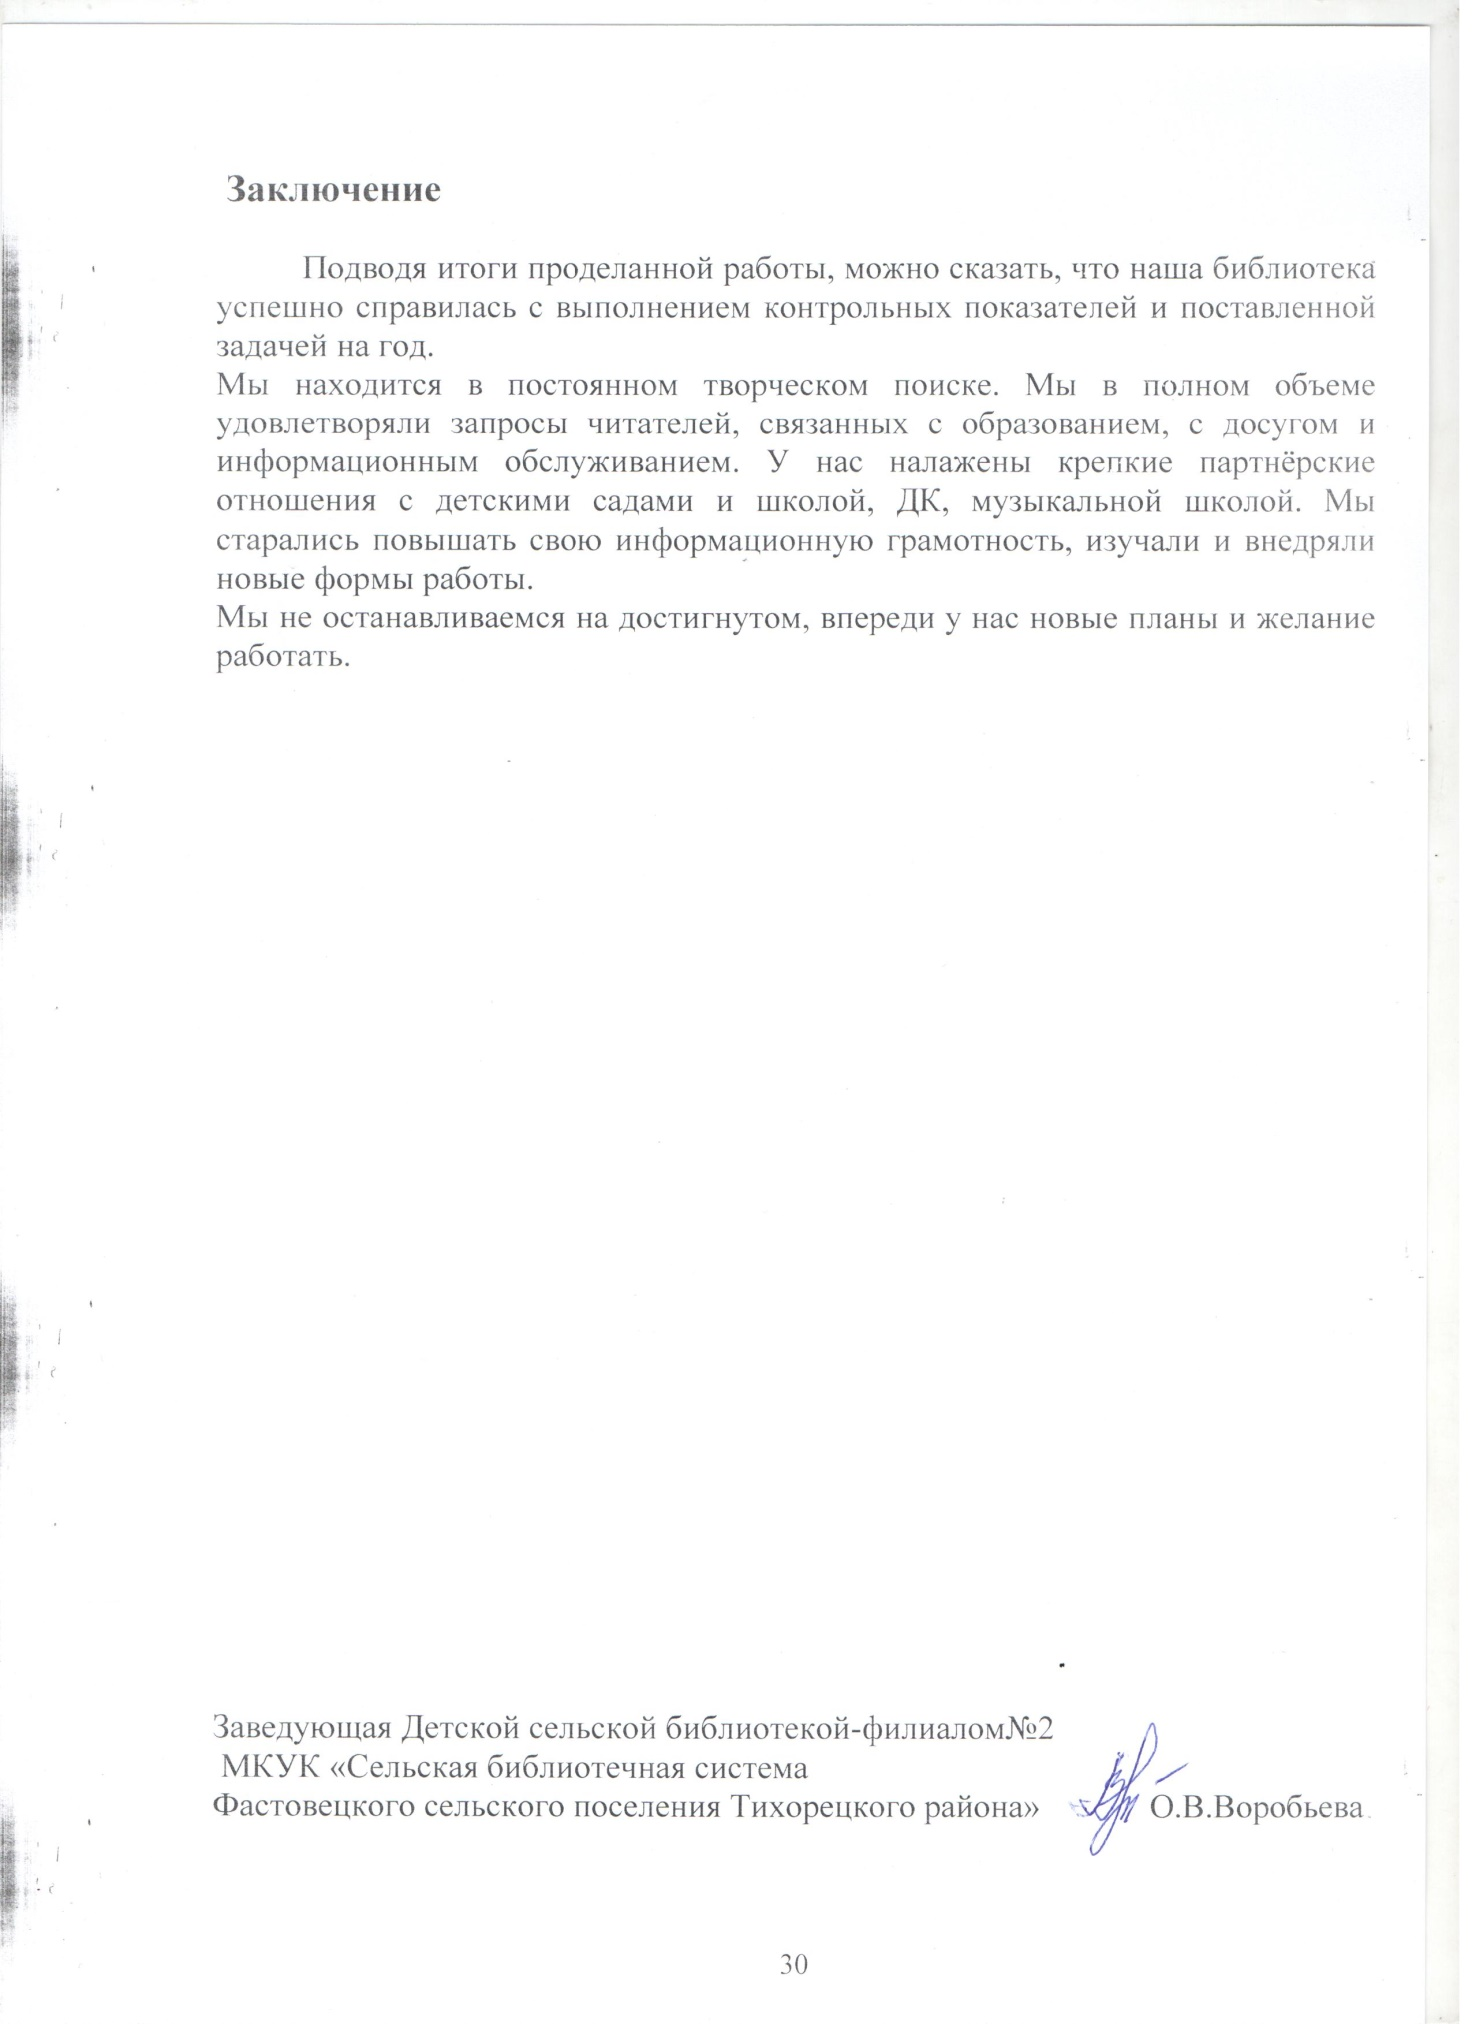 Заключение
Подводя итоги проделанной работы, можно сказать, что наша библиотека
успешно справилась с выполнением контрольных показателей и поставленной
задачей на год.
Мы находится в постоянном творческом поиске. Мы в полном объеме
удовлетворяли запросы читателей, связанных с образованием, с досугом и
информационным обслуживанием. У нас налажены крепкие партнёрские
отношения с детскими садами и школой, ДК, музыкальной школой. Мы
старались повышать свою информационную грамотность, изучали и внедряли
новые формы работы.
Мы не останавливаемся на достигнутом, впереди у нас новые планы и желание
работать.
Заведующая Детской сельской библиотекой-филиалом№2
МКУК «Сельская библиотечная система
Фастовецкого сельского поселения Тихорецкого района» О.В.Воробьева
30